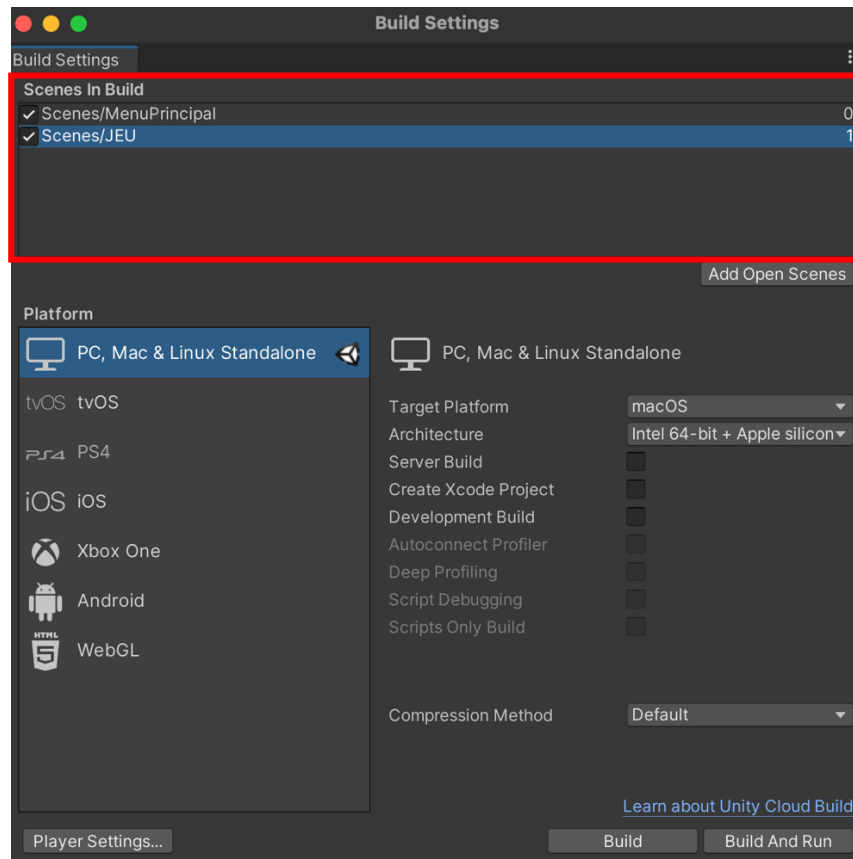 Build Settings
Build Settings
Scenes In Build
Scenes/MenuPrincipal 0
Scenes/JEU 1
Add Open Scenes
Platform
PC, Mac & Linux Standalone
PC, Mac & Linux Standalone
tvOS tvOS
Target Platform macOS
Architecture Intel 64-bit + Apple silicon
PS4 PS4
Server Build
Create Xcode Project
iOS iOS
Development Build
Autoconnect Profiler
Xbox One
Deep Profiling
Android
Script Debugging
Scripts Only Build
HTML
5
WebGL
Compression Method Default
Learn about Unity Cloud Build
Player Settings... Build Build And Run